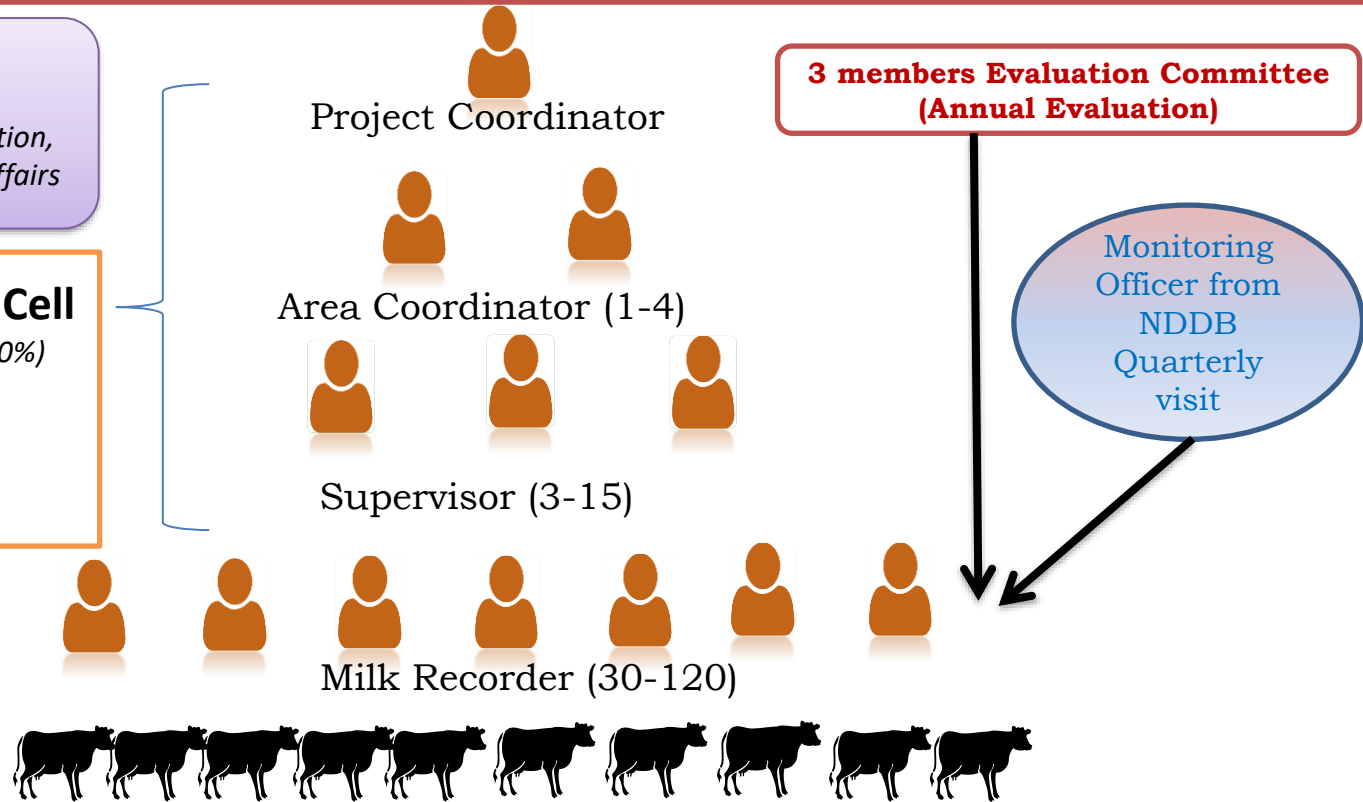 tion,
ffairs
Cell
0%)
Project Coordinator
Area Coordinator (1-4)
Supervisor (3-15)
Milk Recorder (30-120)
3 members Evaluation Committee
(Annual Evaluation)
Monitoring
Officer from
NDDB
Quarterly
visit